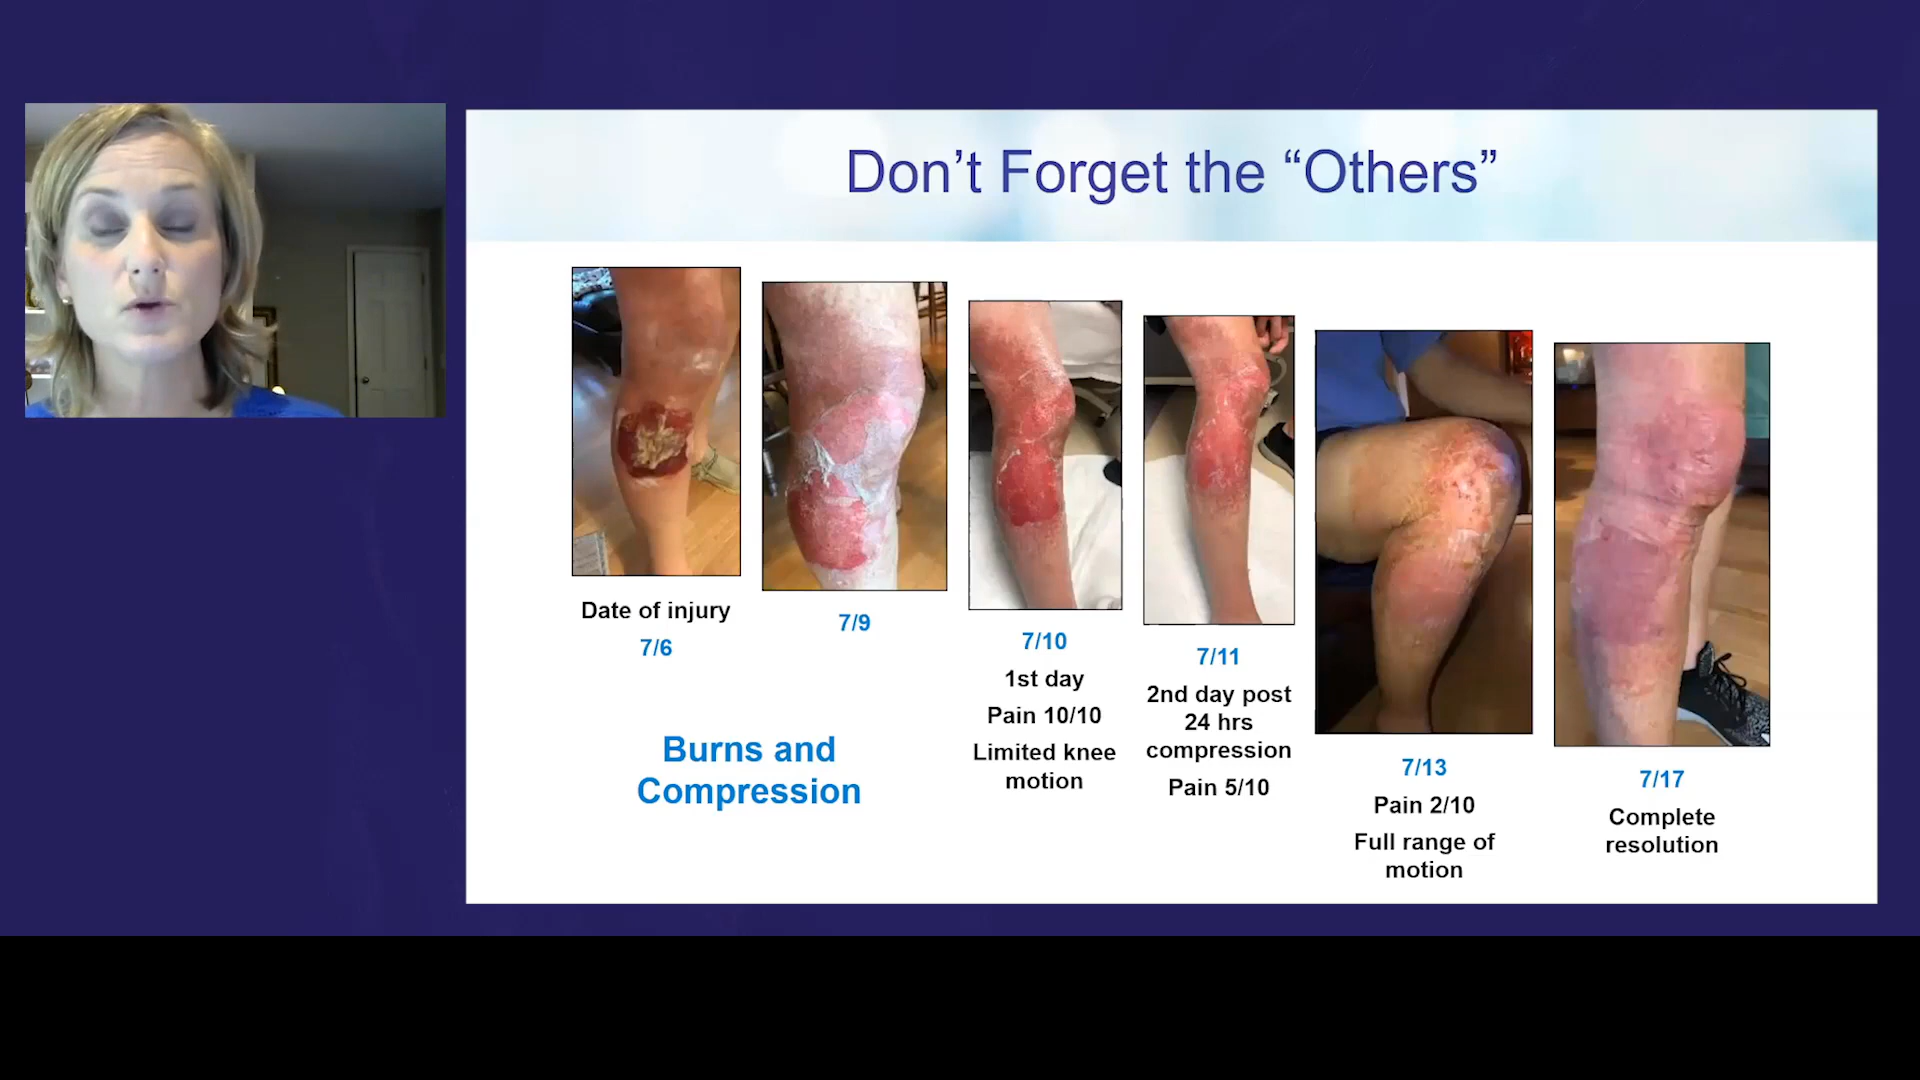 Don’t Forget the “Others”
Date of injury
7/6
7/9
7/10
1st day
Pain 10/10
Limited knee
motion
7/11
2nd day post
24 hrs
compression
Pain 5/10
7/13
Pain 2/10
Full range of
motion
7/17
Complete
resolution
Burns and
Compression